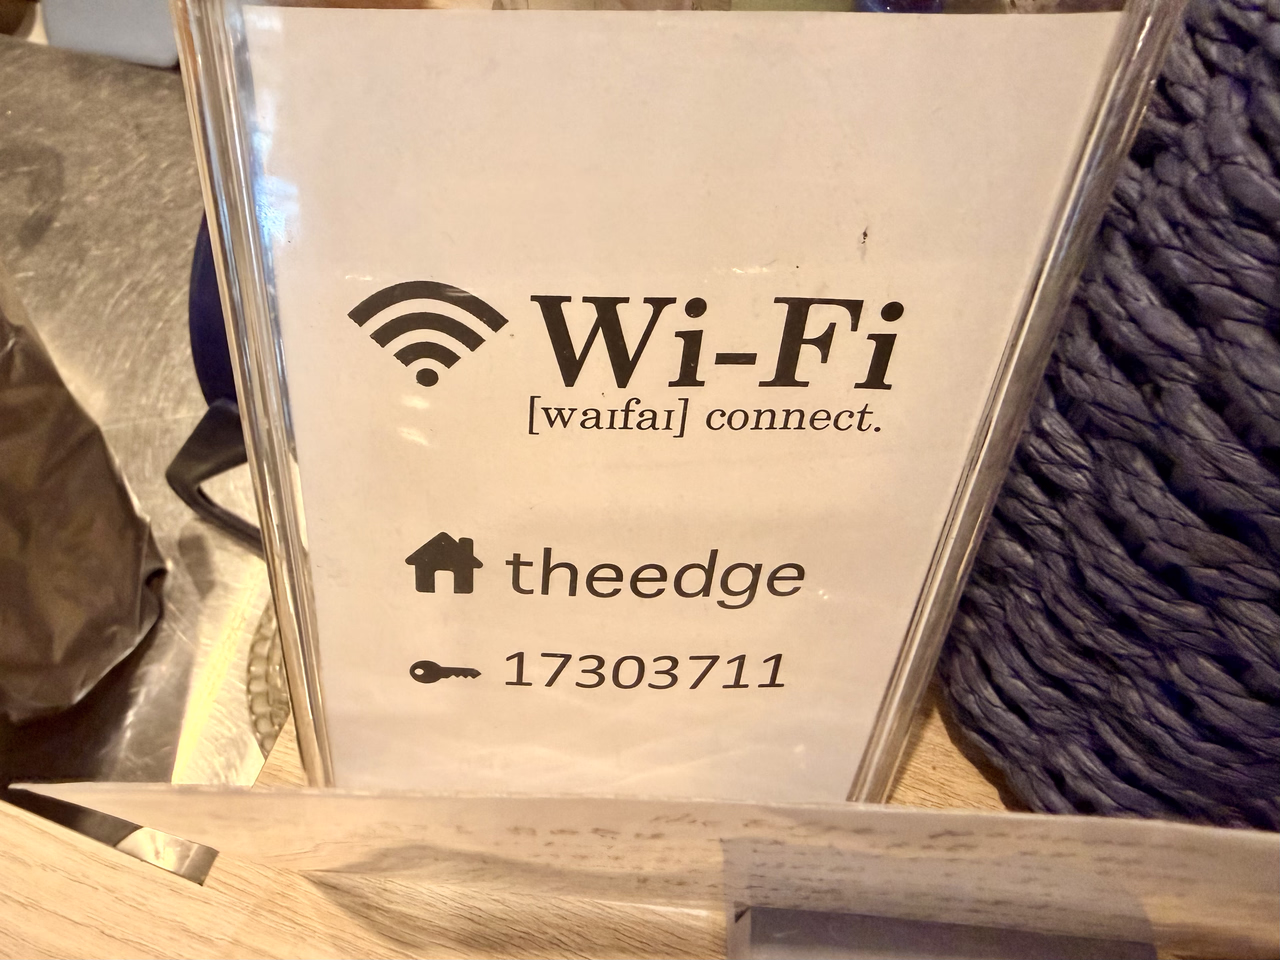 Wi-Fi
[waɪfaɪ] connect.
theedge
17303711